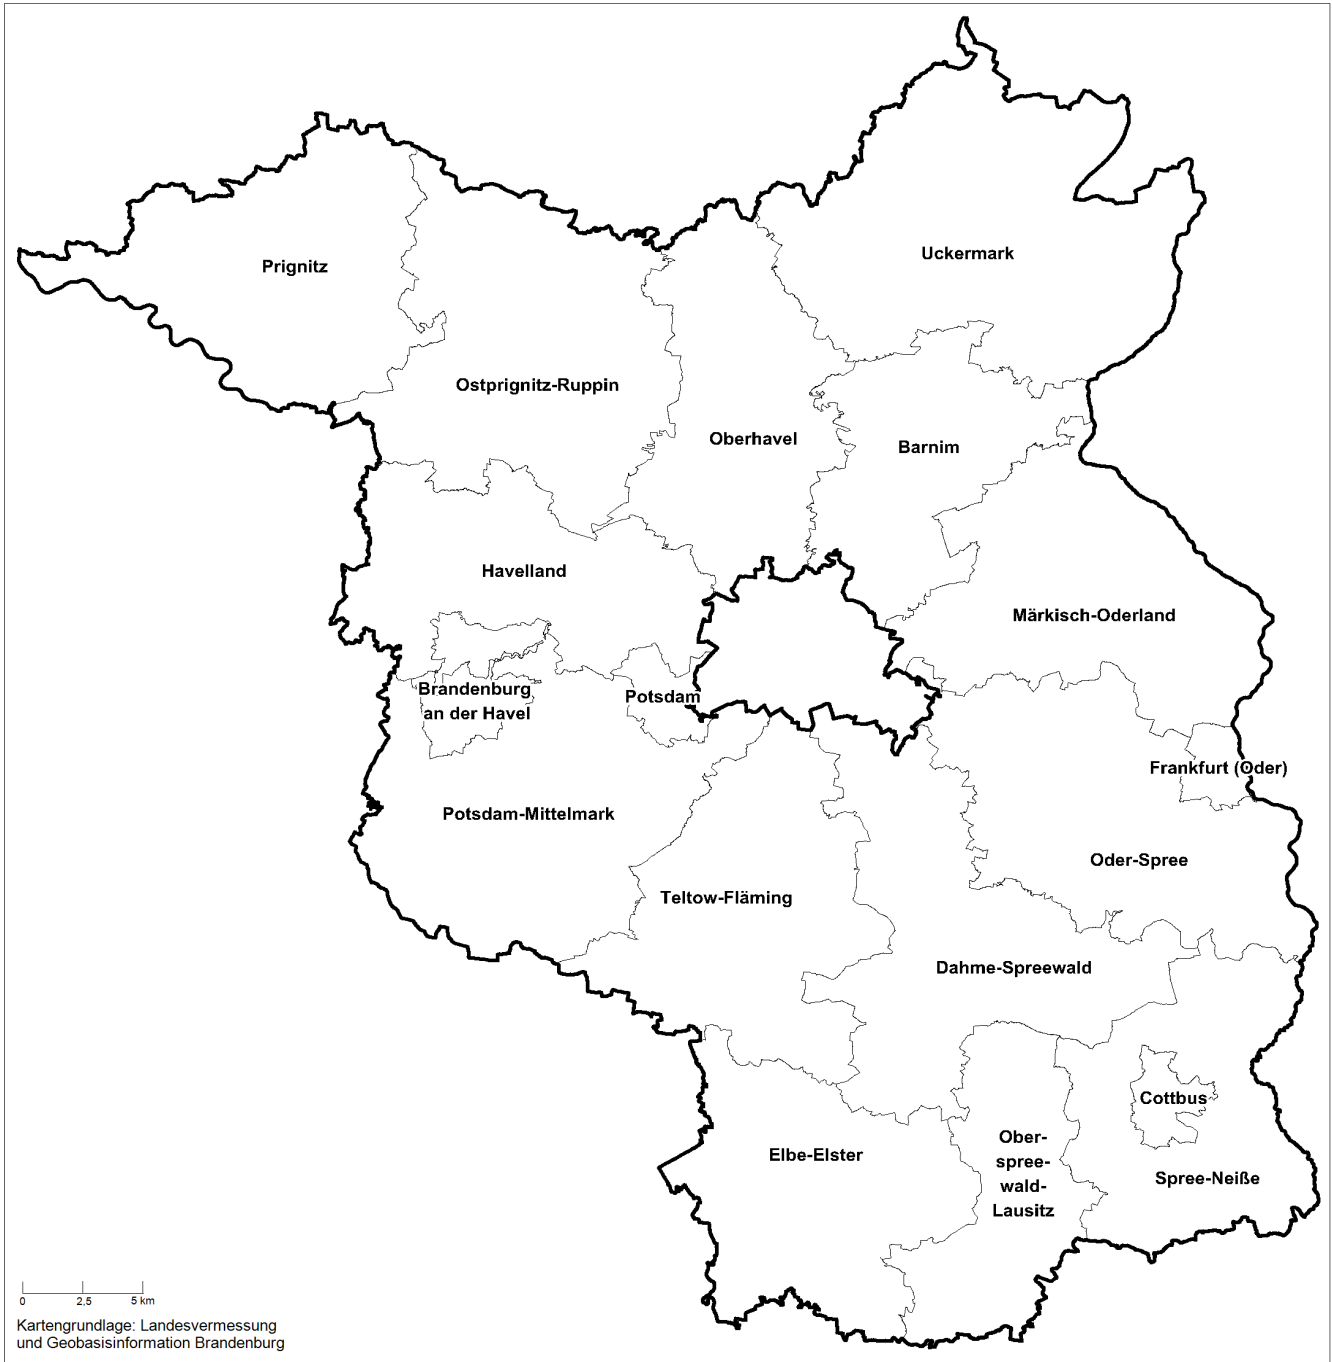 Uckermark
Prignitz
Ostprignitz-Ruppin
Oberhavel
Barnim
Havelland
Märkisch-Oderland
Brandenburg
an der Havel
Potsdam
Frankfurt (Oder)
Potsdam-Mittelmark
Oder-Spree
Teltow-Fläming
Dahme-Spreewald
Cottbus
Elbe-Elster
Ober-
spree-
wald-
Lausitz
Spree-Neiße
0 2,5 5 km
Kartengrundlage: Landesvermessung
und Geobasisinformation Brandenburg